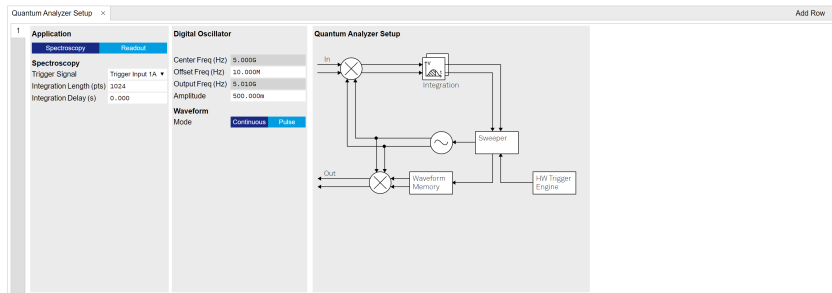 Quantum Analyzer Setup ×
Add Row
1
Application
Spectroscopy Readout
Spectroscopy
Trigger Signal Trigger Input 1A ▼
Integration Length (pts) 1024
Integration Delay (s) 0.000
Digital Oscillator
Center Freq (Hz) 5.000G
Offset Freq (Hz) 10.000M
Output Freq (Hz) 5.010G
Amplitude 500.000m
Waveform
Mode Continuous Pulse
Quantum Analyzer Setup
In
Integration
Sweeper
Out
Waveform
Memory
HW Trigger
Engine